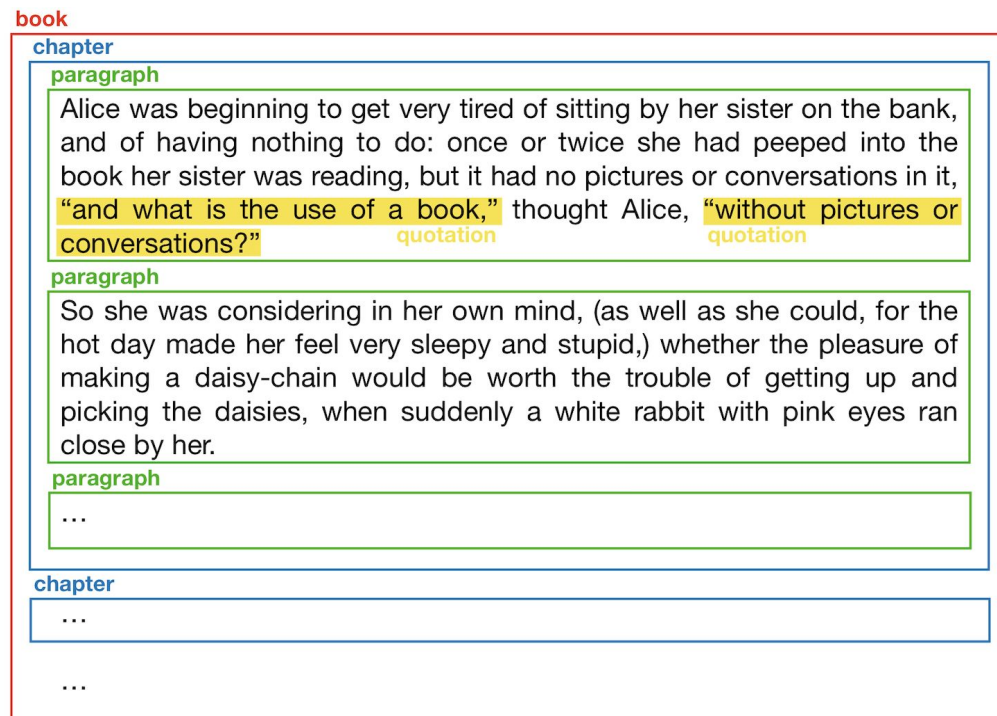 book
chapter
paragraph
Alice was beginning to get very tired of sitting by her sister on the bank,
and of having nothing to do: once or twice she had peeped into the
book her sister was reading, but it had no pictures or conversations in it,
“and what is the use of a book,” thought Alice, “without pictures or
conversations?”
quotation
quotation
paragraph
So she was considering in her own mind, (as well as she could, for the
hot day made her feel very sleepy and stupid,) whether the pleasure of
making a daisy-chain would be worth the trouble of getting up and
picking the daisies, when suddenly a white rabbit with pink eyes ran
close by her.
paragraph
...
chapter
...
...